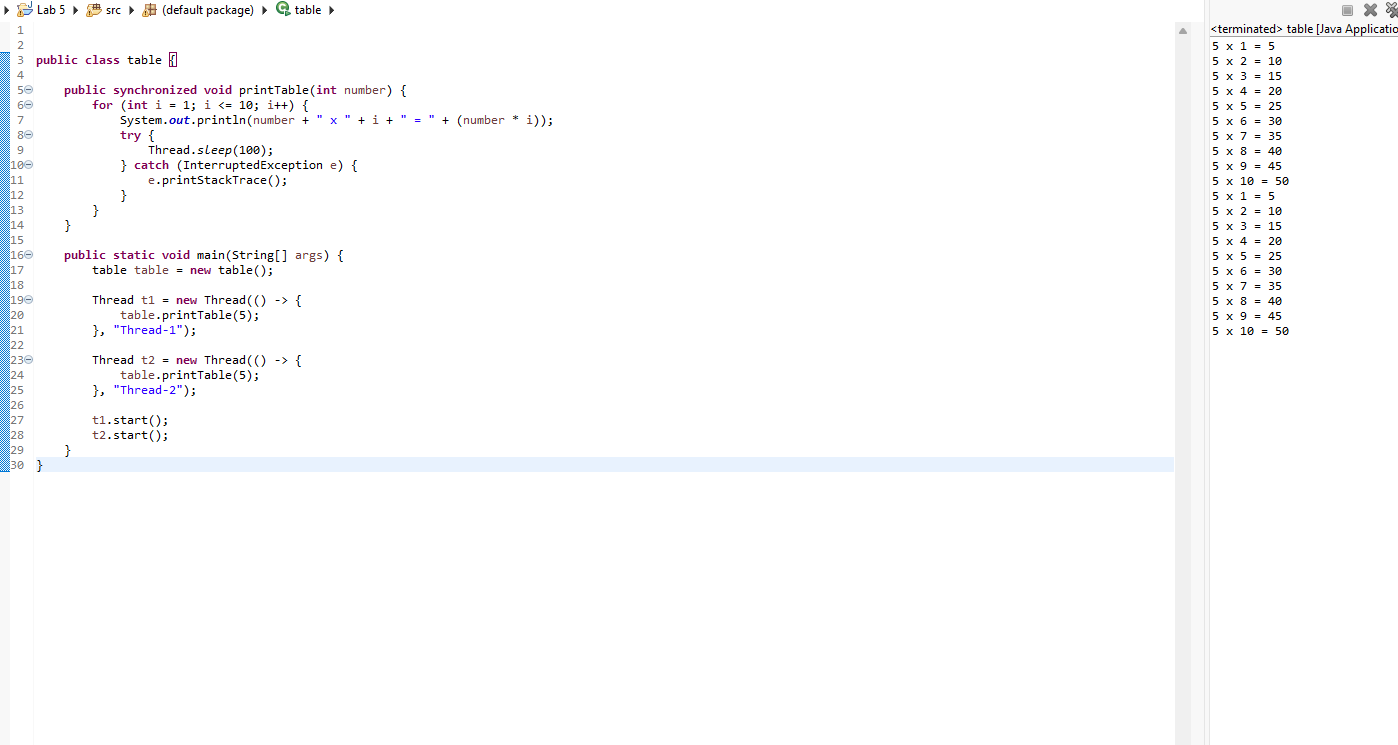 Lab 5 src (default package) table
1
2
3 public class table {
4
5 public synchronized void printTable(int number) {
6 for (int i = 1; i <= 10; i++) {
7 System.out.println(number + " x " + i + " = " + (number * i));
8 try {
9 Thread.sleep(100);
10 } catch (InterruptedException e) {
11 e.printStackTrace();
12 }
13 }
14 }
15
16 public static void main(String[] args) {
17 table table = new table();
18
19 Thread t1 = new Thread(() -> {
20 table.printTable(5);
21 }, "Thread-1");
22
23 Thread t2 = new Thread(() -> {
24 table.printTable(5);
25 }, "Thread-2");
26
27 t1.start();
28 t2.start();
29 }
30 }
<terminated> table [Java Applicatio
5 x 1 = 5
5 x 2 = 10
5 x 3 = 15
5 x 4 = 20
5 x 5 = 25
5 x 6 = 30
5 x 7 = 35
5 x 8 = 40
5 x 9 = 45
5 x 10 = 50
5 x 1 = 5
5 x 2 = 10
5 x 3 = 15
5 x 4 = 20
5 x 5 = 25
5 x 6 = 30
5 x 7 = 35
5 x 8 = 40
5 x 9 = 45
5 x 10 = 50